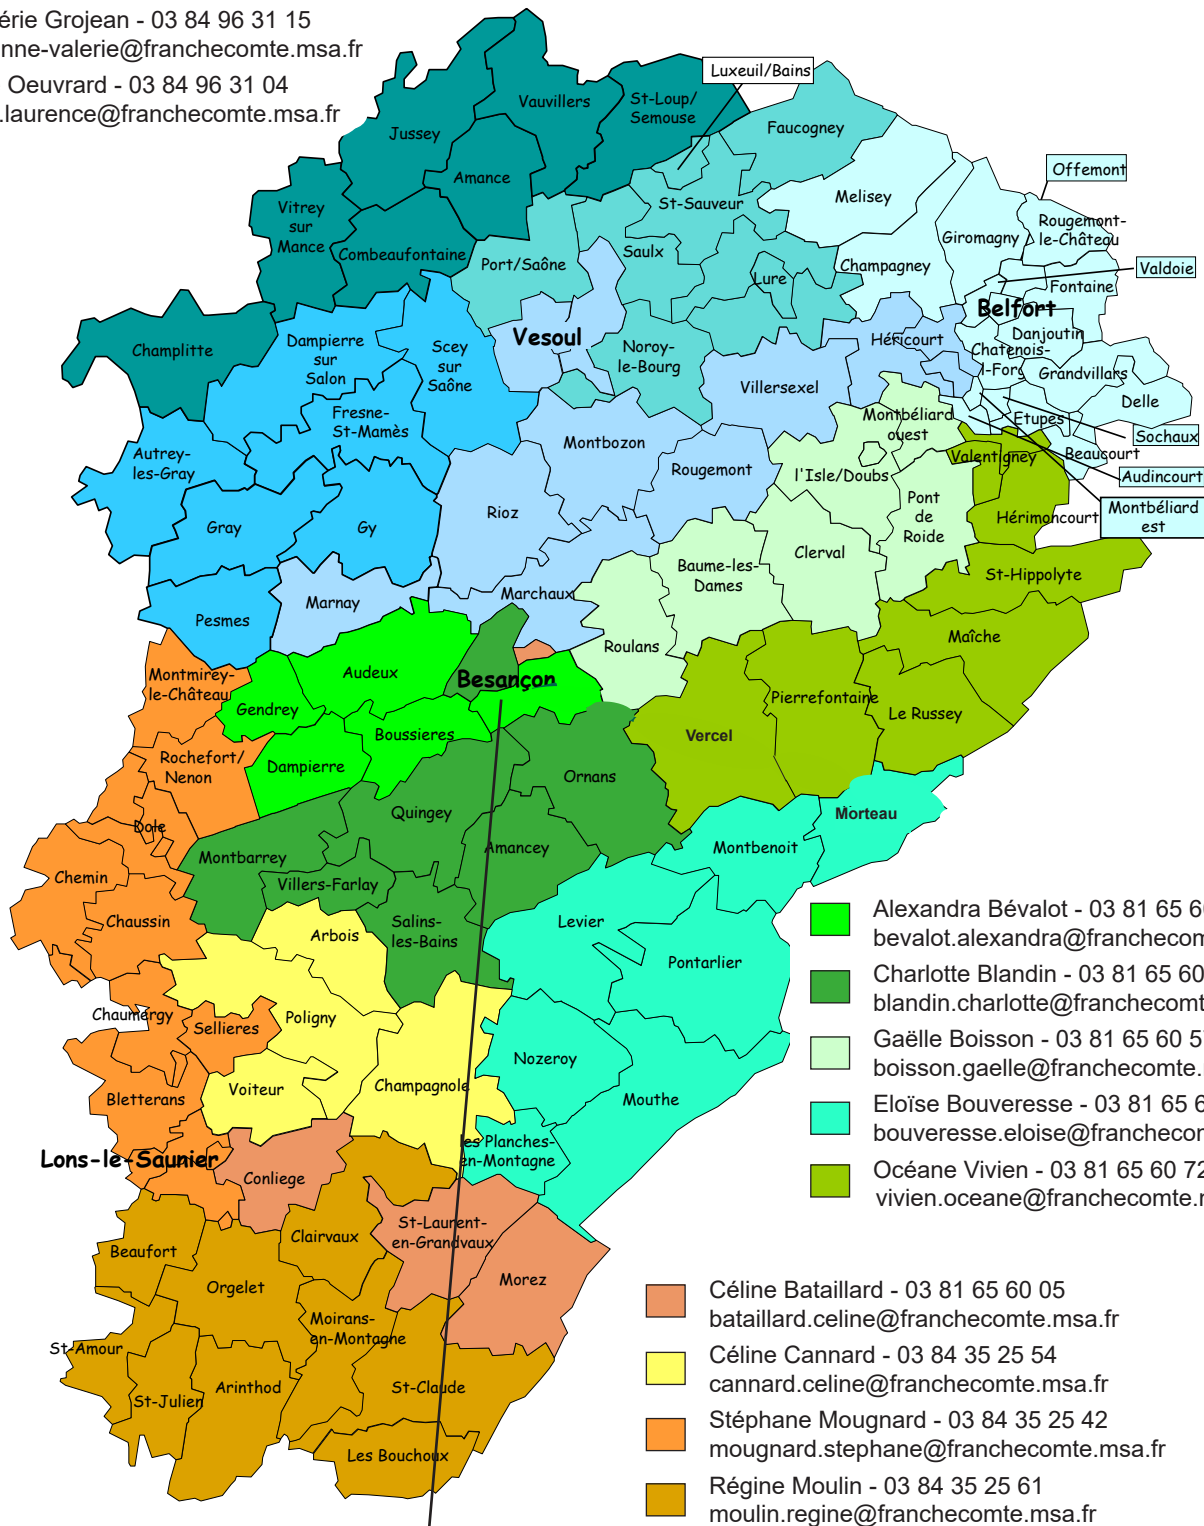 érie Grojean - 03 84 96 31 15
nne-valerie@franchecomte.msa.fr
Oeuvrard - 03 84 96 31 04
.laurence@franchecomte.msa.fr
Luxeuil/Bains
Vauvillers
St-Loup/
Semouse
Jussey
Faucogney
Amance
Offemont
Melisey
Vitrey
sur
Mance
St-Sauveur
Rougemont-
le-Château
Giromagny
Combeaufontaine
Port/Saône
Saulx
Champagney
Lure
Valdoie
Fontaine
Belfort
Champlitte
Dampierre
sur
Salon
Scey
sur
Saône
Vesoul
Noroy-
le-Bourg
Héricourt
Danjoutin
Chatenois-
l-Fors
Grandvillars
Villersexel
Delle
Fresne-
St-Mamès
Montbéliard
ouest
Etupes
Sochaux
Autrey-
les-Gray
Montbozon
Rougemont
l'Isle/Doubs
Valentigney
Beaucourt
Audincourt
Pont
de
Roide
Hérimoncourt
Montbéliard
est
Gray
Gy
Rioz
Clerval
Baume-les-
Dames
St-Hippolyte
Marnay
Marchaux
Pesmes
Roulans
Maîche
Montmirey-
le-Château
Audeux
Besançon
Pierrefontaine
Gendrey
Le Russey
Boussieres
Vercel
Rochefort/
Nenon
Dampierre
Ornans
Quingey
Morteau
Dole
Montbarrey
Amancey
Montbenoit
Chemin
Villers-Farlay
Chaussin
Salins-
les-Bains
Levier
Arbois
Pontarlier
Alexandra Bévalot - 03 81 65 6
bevalot.alexandra@franchecom
Charlotte Blandin - 03 81 65 60
blandin.charlotte@franchecomt
Gaëlle Boisson - 03 81 65 60 5
boisson.gaelle@franchecomte.
Eloïse Bouveresse - 03 81 65 6
bouveresse.eloise@franchecor
Océane Vivien - 03 81 65 60 72
vivien.oceane@franchecomte.r
Chaumergy
Sellieres
Poligny
Nozeroy
Voiteur
Champagnole
Bletterans
Mouthe
les Planches-
en-Montagne
Lons-le-Saunier
Conliege
St-Laurent-
en-Grandvaux
Clairvaux
Beaufort
Orgelet
Morez
Moirans-
en-Montagne
St-Amour
St-Julien
Arinthod
St-Claude
Les Bouchoux
Céline Bataillard - 03 81 65 60 05
bataillard.celine@franchecomte.msa.fr
Céline Cannard - 03 84 35 25 54
cannard.celine@franchecomte.msa.fr
Stéphane Mougnard - 03 84 35 25 42
mougnard.stephane@franchecomte.msa.fr
Régine Moulin - 03 84 35 25 61
moulin.regine@franchecomte.msa.fr